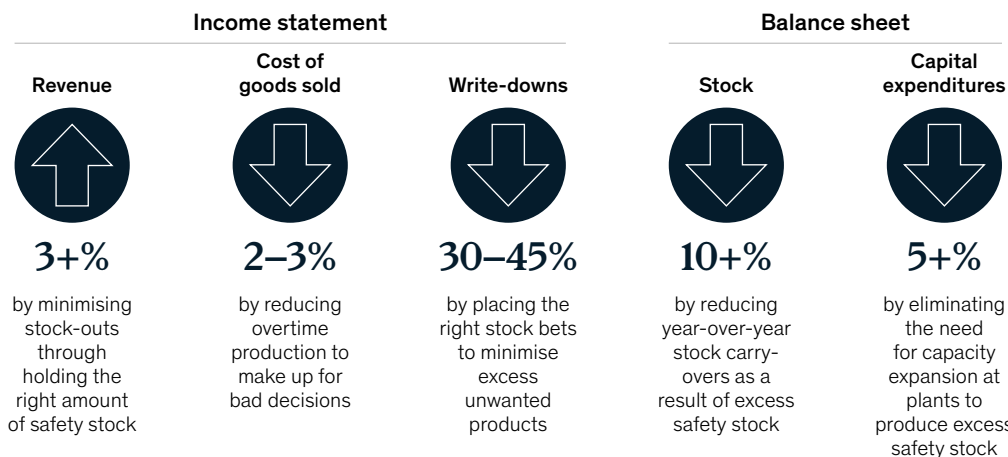 Income statement
Revenue
3+%
by minimising
stock-outs
through
holding the
right amount
of safety stock
Cost of
goods sold
2–3%
by reducing
overtime
production to
make up for
bad decisions
Write-downs
30–45%
by placing the
right stock bets
to minimise
excess
unwanted
products
Balance sheet
Stock
10+%
by reducing
year-over-year
stock carry-
overs as a
result of excess
safety stock
Capital
expenditures
5+%
by eliminating
the need
for capacity
expansion at
plants to
produce excess
safety stock